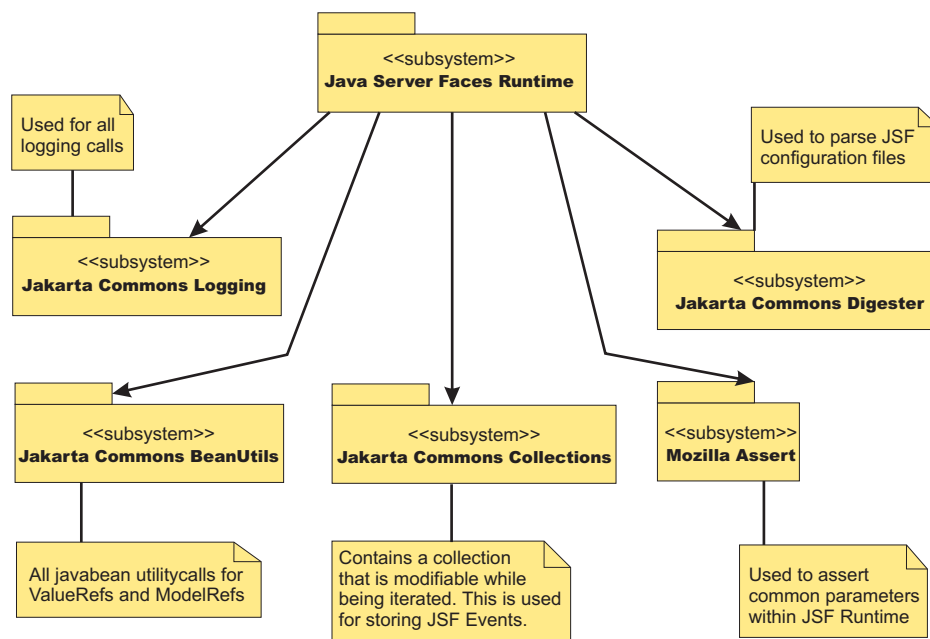 <<subsystem>>
Java Server Faces Runtime
Used for all
logging calls
Used to parse JSF
configuration files
<<subsystem>>
Jakarta Commons Logging
<<subsystem>>
Jakarta Commons Digester
<<subsystem>>
Jakarta Commons BeanUtils
<<subsystem>>
Jakarta Commons Collections
<<subsystem>>
Mozilla Assert
All javabean utilitycalls for
ValueRefs and ModelRefs
Contains a collection
that is modifiable while
being iterated. This is used
for storing JSF Events.
Used to assert
common parameters
within JSF Runtime